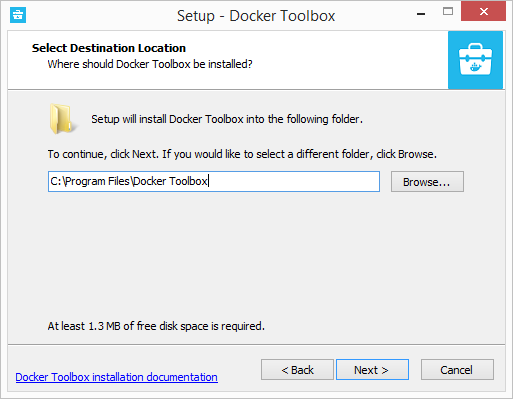 Setup - Docker Toolbox
Select Destination Location
Where should Docker Toolbox be installed?
Setup will install Docker Toolbox into the following folder.
To continue, click Next. If you would like to select a different folder, click Browse.
C:\Program Files\Docker Toolbox
Browse...
At least 1.3 MB of free disk space is required.
Docker Toolbox installation documentation
< Back
Next >
Cancel